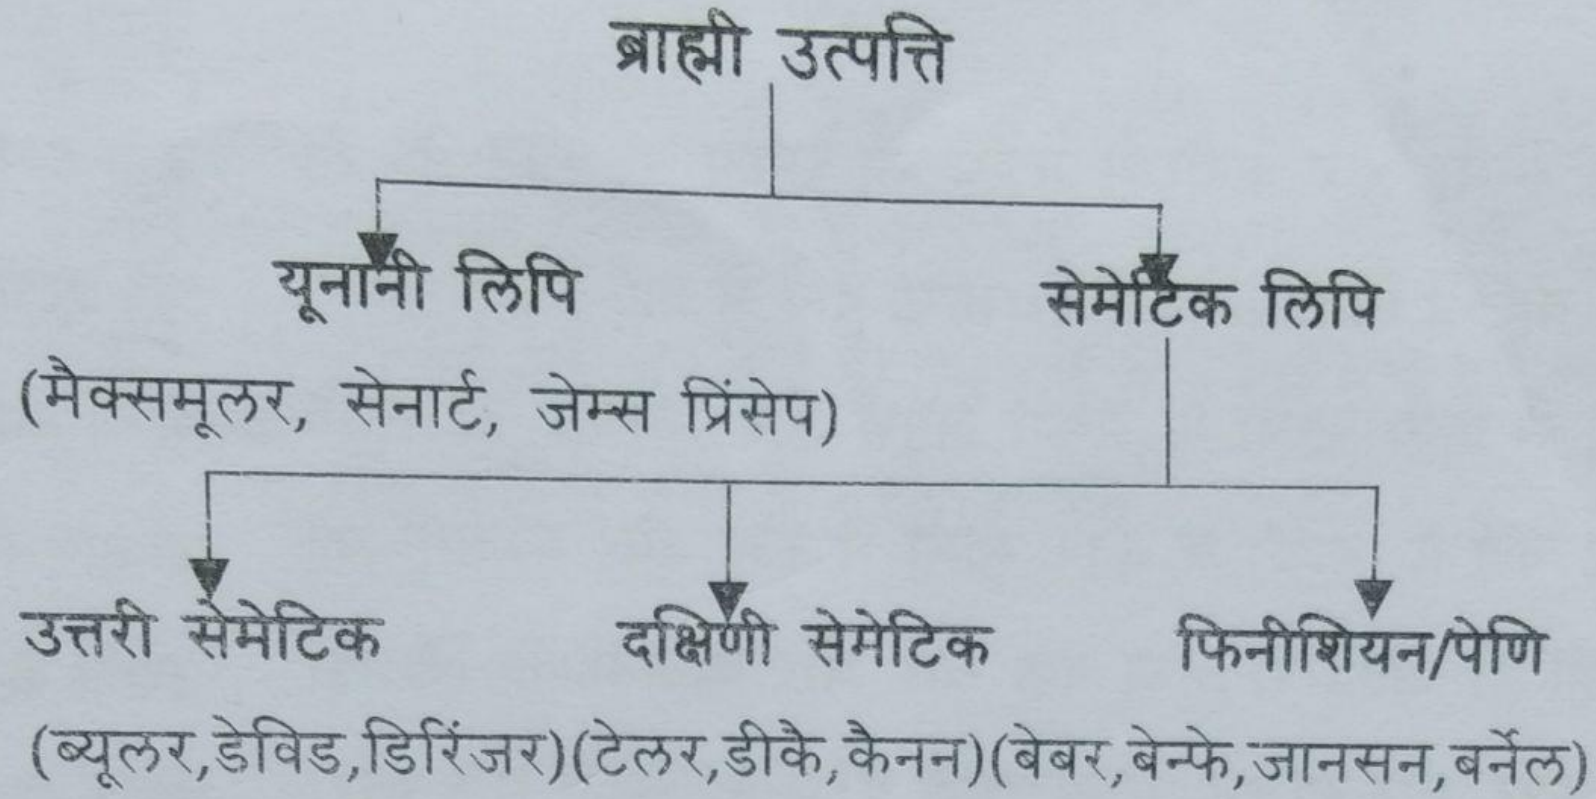 ब्राह्मी उत्पत्ति
यूनानी लिपि
सेमेटिक लिपि
(मैक्समूलर, सेनार्ट, जेम्स प्रिंसेप)
उत्तरी सेमेटिक दक्षिणी सेमेटिक फिनीशियन/पेणि
(ब्यूलर,डेविड,डिरिंजर)(टेलर,डीकै,कैनन)(बेबर,बेन्फे,जानसन,बर्नेल)